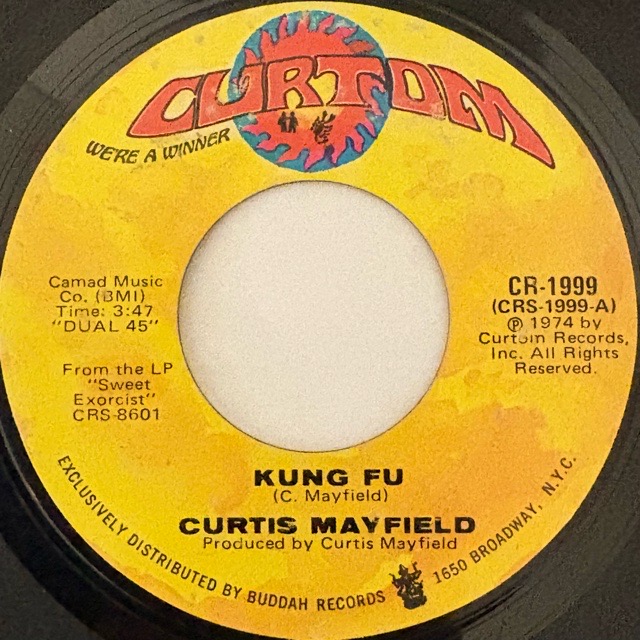 CURTOM
WE'RE A WINNER
Camad Music
Co. (BMI)
Time: 3:47
"DUAL 45"
From the LP
"Sweet
Exorcist"
CRS-8601
CR-1999
(CRS-1999-A)
℗ 1974 by
Curtom Records,
Inc. All Rights
Reserved.
KUNG FU
(C. Mayfield)
CURTIS MAYFIELD
Produced by Curtis Mayfield
EXCLUSIVELY DISTRIBUTED BY BUDDAH RECORDS 1650 BROADWAY, N.Y.C.